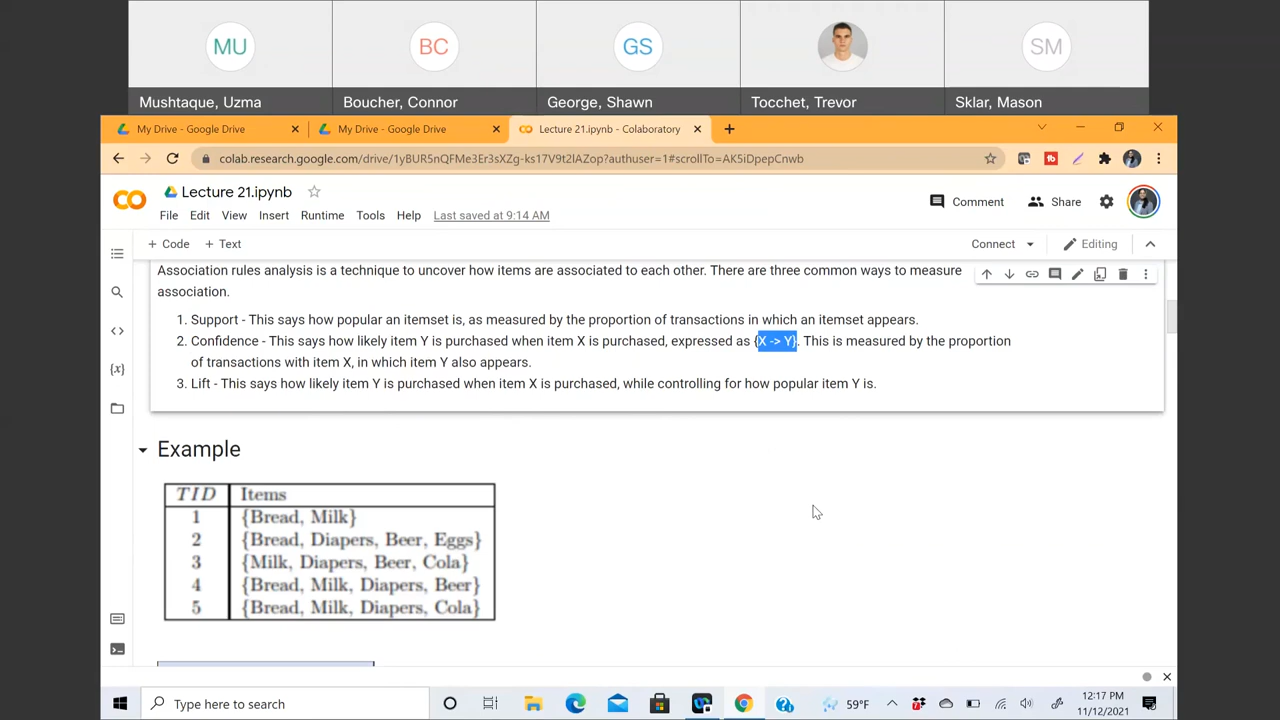 MU
BC
GS
SM
Mushtaque, Uzma
Boucher, Connor
George, Shawn
Tocchet, Trevor
Sklar, Mason
My Drive - Google Drive
My Drive - Google Drive
Lecture 21.ipynb - Colaboratory
colab.research.google.com/drive/1yBUR5nQFMe3Er3sXZg-ks17V9t2lAZop?authuser=1#scrollTo=AK5iDpepCnwb
Lecture 21.ipynb
File Edit View Insert Runtime Tools Help Last saved at 9:14 AM
Comment Share
+ Code + Text
Connect Editing
Association rules analysis is a technique to uncover how items are associated to each other. There are three common ways to measure
association.
1. Support - This says how popular an itemset is, as measured by the proportion of transactions in which an itemset appears.
2. Confidence - This says how likely item Y is purchased when item X is purchased, expressed as {X -> Y}. This is measured by the proportion
of transactions with item X, in which item Y also appears.
3. Lift - This says how likely item Y is purchased when item X is purchased, while controlling for how popular item Y is.
Example
TID Items
1 {Bread, Milk}
2 {Bread, Diapers, Beer, Eggs}
3 {Milk, Diapers, Beer, Cola}
4 {Bread, Milk, Diapers, Beer}
5 {Bread, Milk, Diapers, Cola}
Type here to search
59°F
12:17 PM
11/12/2021